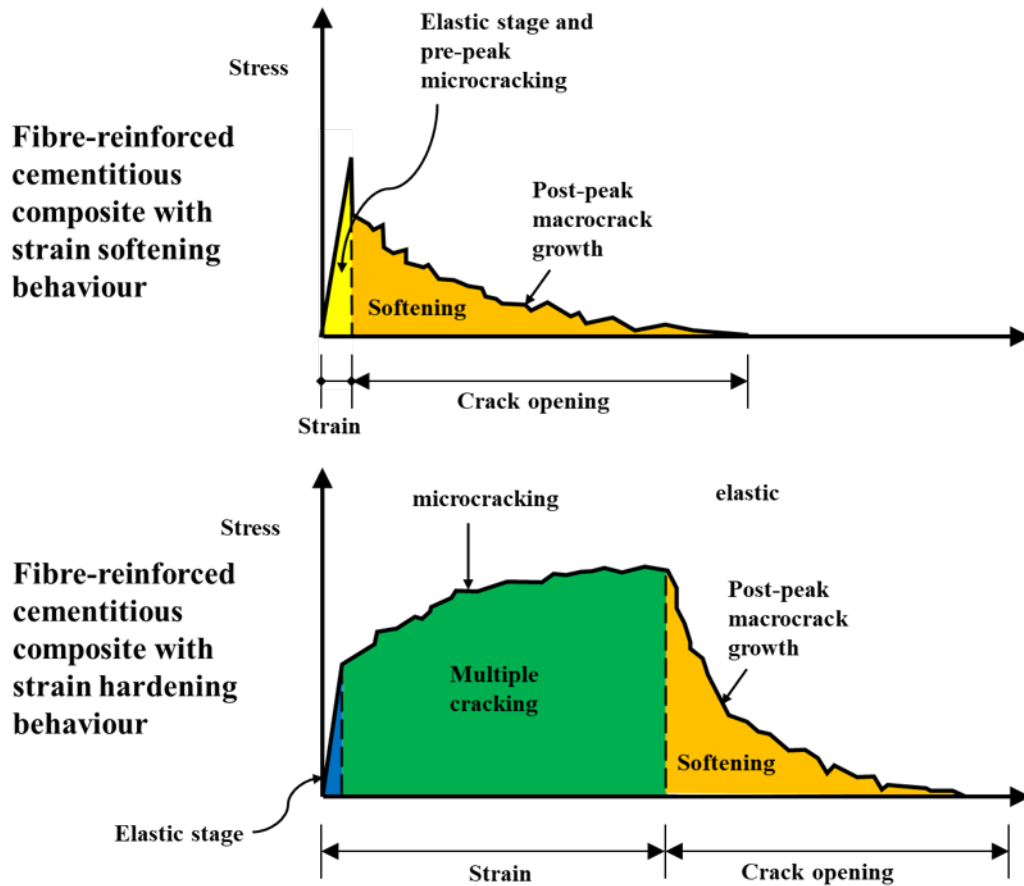 Fibre-reinforced
cementitious
composite with
strain softening
behaviour
Stress
Elastic stage and
pre-peak
microcracking
Post-peak
macrocrack
growth
Softening
Crack opening
Strain
Fibre-reinforced
cementitious
composite with
strain hardening
behaviour
Stress
microcracking
elastic
Post-peak
macrocrack
growth
Multiple
cracking
Softening
Elastic stage
Strain
Crack opening